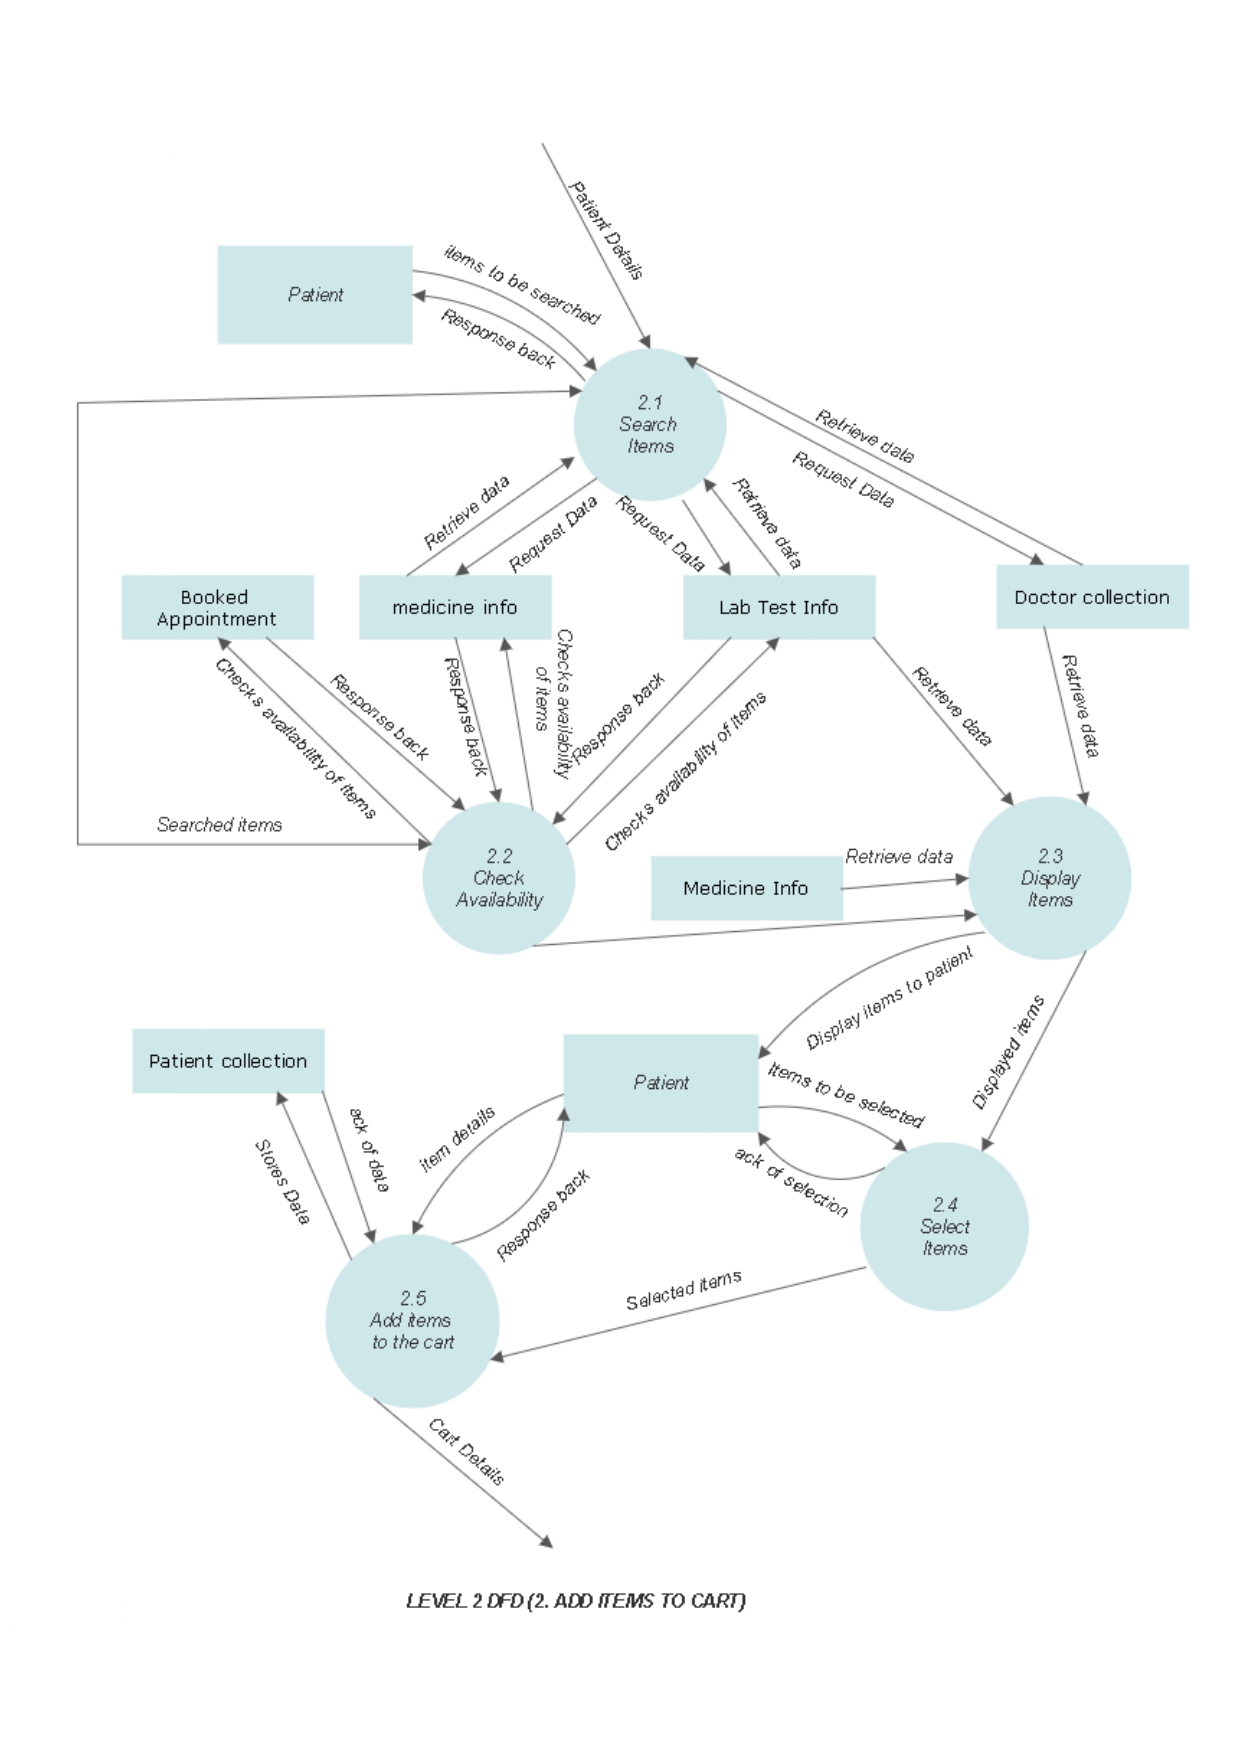 Patient Details
items to be searched
Patient
Response back
2.1
Search
Items
Retrieve data
Request Data
Retrieve data
Request Data
Request Data
Retrieve data
Booked
Appointment
medicine info
Lab Test Info
Doctor collection
Checks availability of items
Response back
Response back
Checks availability
of items
Response back
Checks availability of items
Retrieve data
Retrieve data
Searched items
2.2
Check
Availability
Medicine Info
Retrieve data
2.3
Display
Items
Display items to patient
Displayed items
Patient collection
Patient
Items to be selected
ack of selection
item details
Response back
ack of data
Stores Data
2.4
Select
Items
Selected items
2.5
Add items
to the cart
Cart Details
LEVEL 2 DFD (2. ADD ITEMS TO CART)